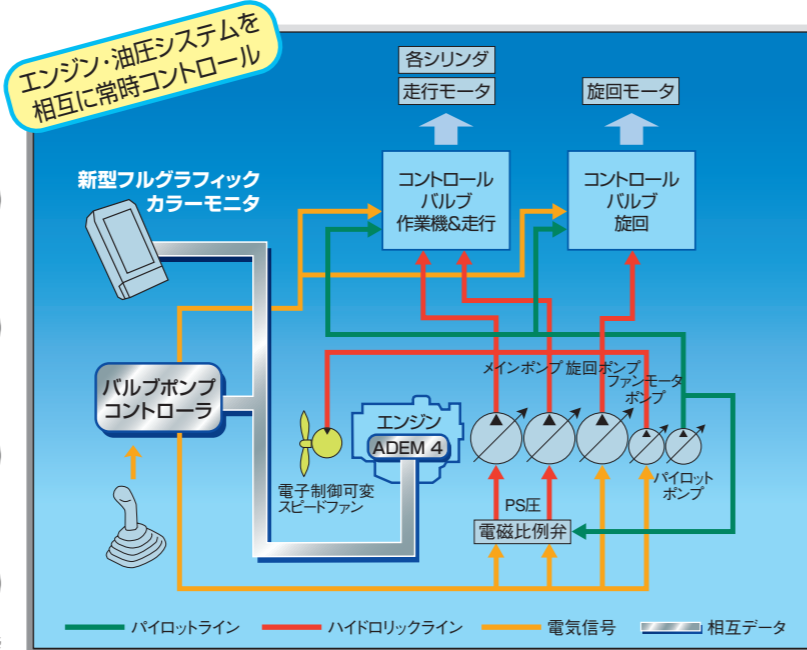 エンジン・油圧システムを
相互に常時コントロール
各シリンダ
走行モータ
旋回モータ
新型フルグラフィック
カラーモニタ
コントロール
バルブ
作業機&走行
コントロール
バルブ
旋回
メインポンプ
旋回ポンプ
ファンモータ
ポンプ
バルブポンプ
コントローラ
エンジン
ADEM 4
電子制御可変
スピードファン
パイロット
ポンプ
PS圧
電磁比例弁
パイロットライン
ハイドロリックライン
電気信号
相互データ